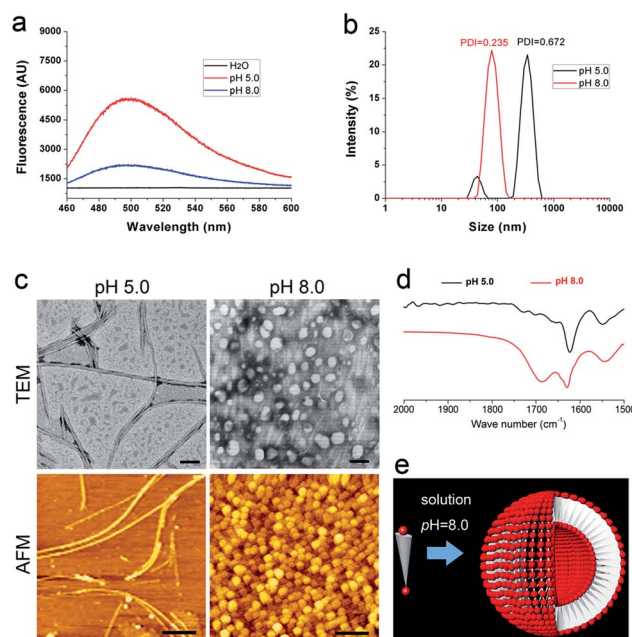 a
Fluorescence (AU)
9000
7500
6000
4500
3000
1500
H₂O
pH 5.0
pH 8.0
460 480 500 520 540 560 580 600
Wavelength (nm)
b
Intensity (%)
25
20
15
10
5
0
PDI=0.235 PDI=0.672
pH 5.0
pH 8.0
1 10 100 1000 10000
Size (nm)
c
pH 5.0 pH 8.0
TEM
AFM
d
pH 5.0 pH 8.0
2000 1900 1800 1700 1600 1500
Wave number (cm⁻¹)
e
solution
pH=8.0